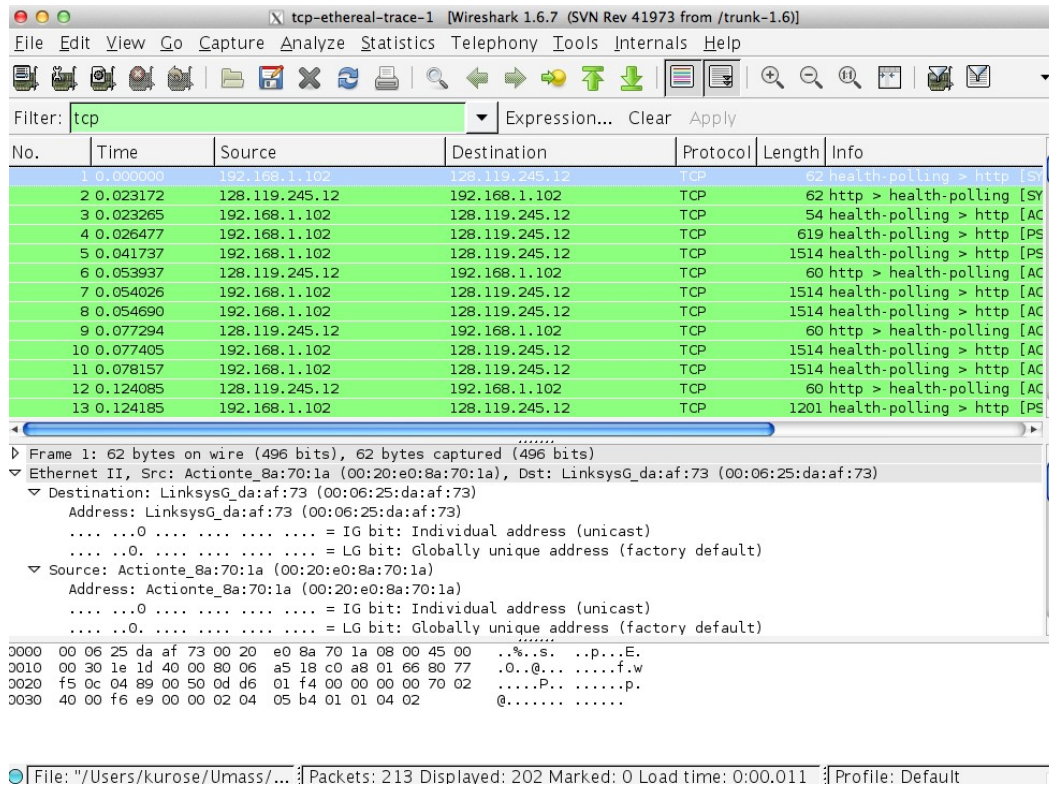 tcp-ethereal-trace-1 [Wireshark 1.6.7 (SVN Rev 41973 from /trunk-1.6)]
File Edit View Go Capture Analyze Statistics Telephony Tools Internals Help
Filter: tcp Expression... Clear Apply
No. Time Source Destination Protocol Length Info
1 0.000000 192.168.1.102 128.119.245.12 TCP 62 health-polling > http [SY
2 0.023172 128.119.245.12 192.168.1.102 TCP 62 http > health-polling [SY
3 0.023265 192.168.1.102 128.119.245.12 TCP 54 health-polling > http [AC
4 0.026477 192.168.1.102 128.119.245.12 TCP 619 health-polling > http [PS
5 0.041737 192.168.1.102 128.119.245.12 TCP 1514 health-polling > http [PS
6 0.053937 128.119.245.12 192.168.1.102 TCP 60 http > health-polling [AC
7 0.054026 192.168.1.102 128.119.245.12 TCP 1514 health-polling > http [AC
8 0.054690 192.168.1.102 128.119.245.12 TCP 1514 health-polling > http [AC
9 0.077294 128.119.245.12 192.168.1.102 TCP 60 http > health-polling [AC
10 0.077405 192.168.1.102 128.119.245.12 TCP 1514 health-polling > http [AC
11 0.078157 192.168.1.102 128.119.245.12 TCP 1514 health-polling > http [AC
12 0.124085 128.119.245.12 192.168.1.102 TCP 60 http > health-polling [AC
13 0.124185 192.168.1.102 128.119.245.12 TCP 1201 health-polling > http [PS
Frame 1: 62 bytes on wire (496 bits), 62 bytes captured (496 bits)
Ethernet II, Src: Actionte_8a:70:1a (00:20:e0:8a:70:1a), Dst: LinksysG_da:af:73 (00:06:25:da:af:73)
Destination: LinksysG_da:af:73 (00:06:25:da:af:73)
Address: LinksysG_da:af:73 (00:06:25:da:af:73)
.... ...0 .... .... .... .... = IG bit: Individual address (unicast)
.... ..0. .... .... .... .... = LG bit: Globally unique address (factory default)
Source: Actionte_8a:70:1a (00:20:e0:8a:70:1a)
Address: Actionte_8a:70:1a (00:20:e0:8a:70:1a)
.... ...0 .... .... .... .... = IG bit: Individual address (unicast)
.... ..0. .... .... .... .... = LG bit: Globally unique address (factory default)
0000 00 06 25 da af 73 00 20 e0 8a 70 1a 08 00 45 00 ..%..s. ..p...E.
0010 00 30 1e 1d 40 00 80 06 a5 18 c0 a8 01 66 80 77 .0..@... .....f.w
0020 f5 0c 04 89 00 50 0d d6 01 f4 00 00 00 00 70 02 .....P.. ......p.
0030 40 00 f6 e9 00 00 02 04 05 b4 01 01 04 02 @....... ......
File: "/Users/kurose/Umass/... Packets: 213 Displayed: 202 Marked: 0 Load time: 0:00.011 Profile: Default